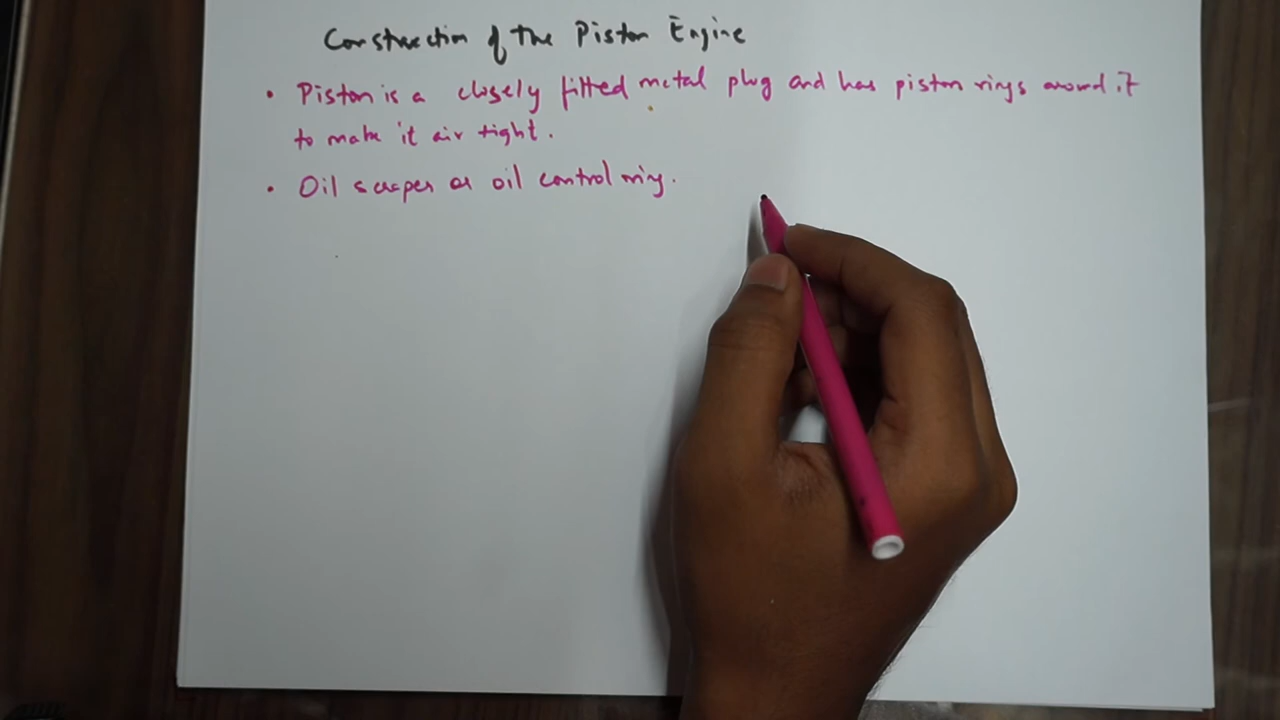 Construction of the Piston Engine
• Piston is a closely fitted metal plug and has piston rings around it
to make it air tight.
• Oil scraper or oil control ring.